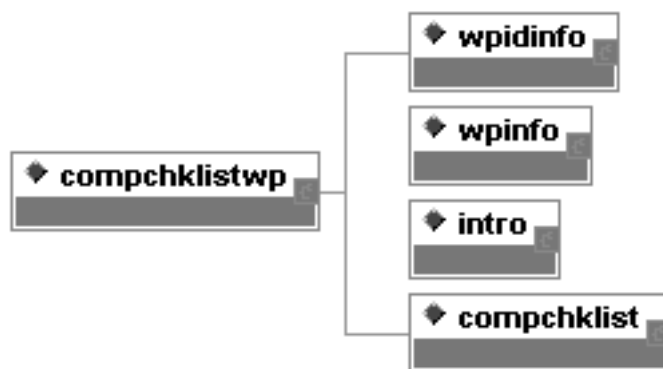 wpidinfo
wpinfo
compchklistwp
intro
compchklist